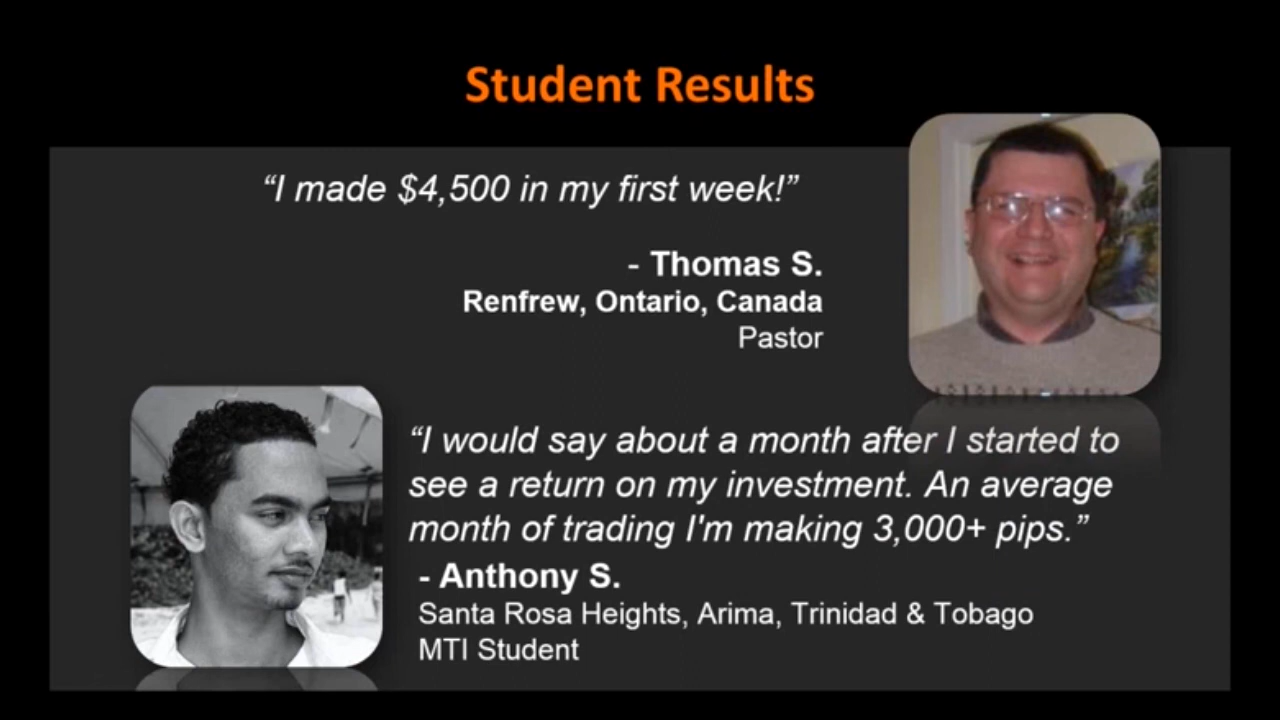 Student Results
“I made $4,500 in my first week!”
- Thomas S.
Renfrew, Ontario, Canada
Pastor
“I would say about a month after I started to
see a return on my investment. An average
month of trading I'm making 3,000+ pips.”
- Anthony S.
Santa Rosa Heights, Arima, Trinidad & Tobago
MTI Student